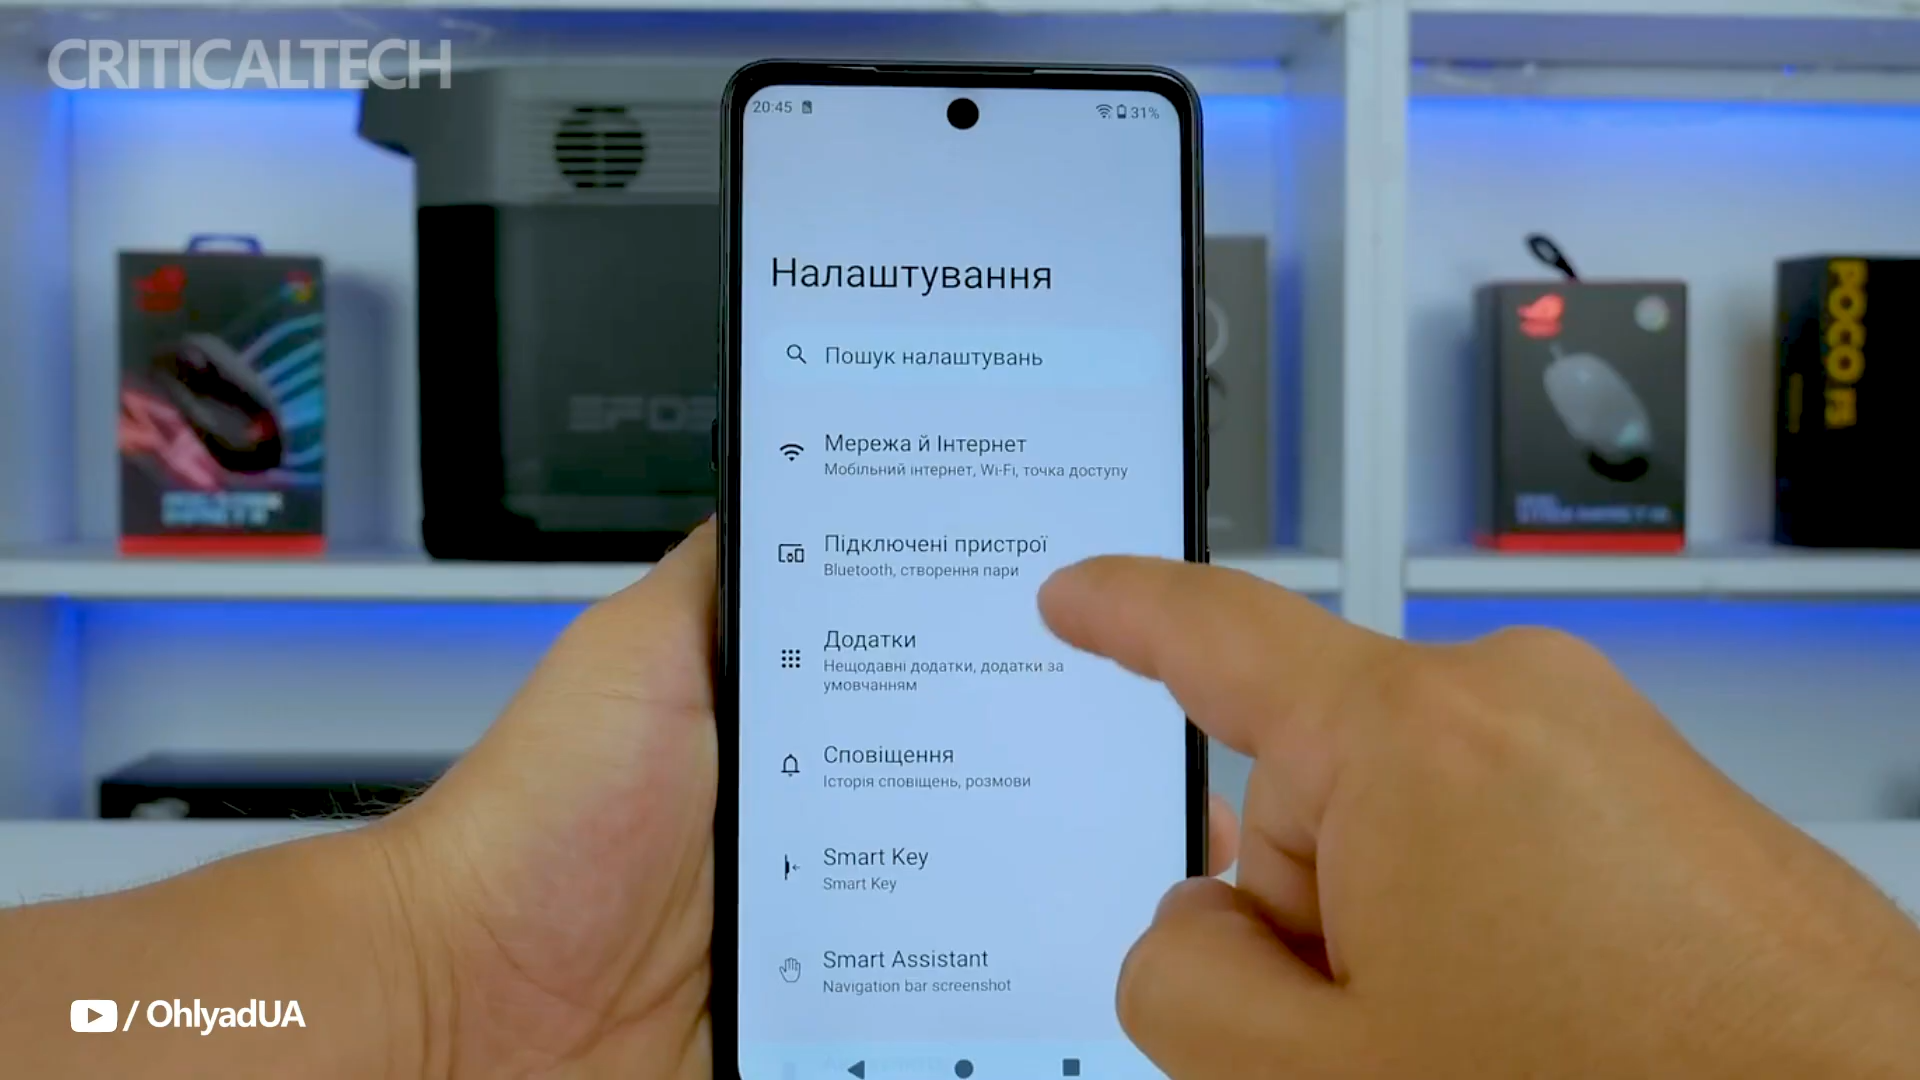 CRITICALTECH
20:45
31%
Налаштування
Пошук налаштувань
Мережа й Інтернет
Мобільний інтернет, Wi-Fi, точка доступу
Підключені пристрої
Bluetooth, створення пари
Додатки
Нещодавні додатки, додатки за
умовчанням
Сповіщення
Історія сповіщень, розмови
Smart Key
Smart Key
Smart Assistant
Navigation bar screenshot
POCO F5
/ OhlyadUA